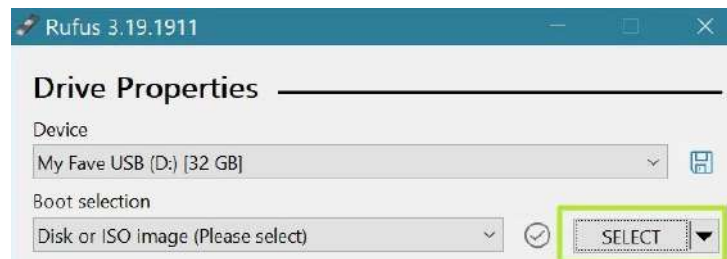 Rufus 3.19.1911
Drive Properties
Device
My Fave USB (D:) [32 GB]
Boot selection
Disk or ISO image (Please select)
SELECT